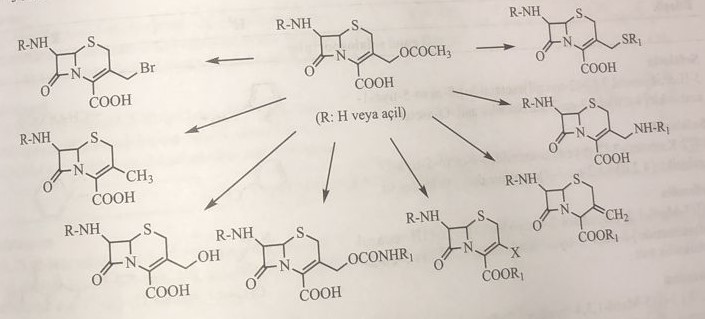 R-NH S Br O N COOH
R-NH S OCOCH₃ O N COOH
(R: H veya açil)
R-NH S SR₁ O N COOH
R-NH S NH-R₁ O N COOH
R-NH S CH₃ O N COOH
R-NH S CH₂ O N COOR₁
R-NH S OH O N COOH
R-NH S OCONHR₁ O N COOH
R-NH S X O N COOR₁